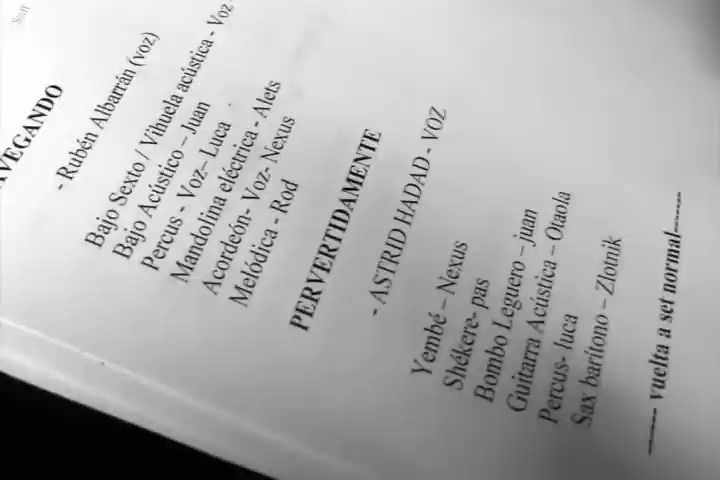 VEGANDO
- Rubén Albarrán (voz)
Bajo Sexto / Vihuela acústica - Voz -
Bajo Acústico – Juan
Percus - Voz– Luca
Mandolina eléctrica - Alets
Acordeón- Voz- Nexus
Melódica - Rod
PERVERTIDAMENTE
- ASTRID HADAD - VOZ
Yembé – Nexus
Shékere- pas
Bombo Leguero – juan
Guitarra Acústica – Otaola
Percus- luca
Sax barítono – Zlotnik
------ vuelta a set normal------